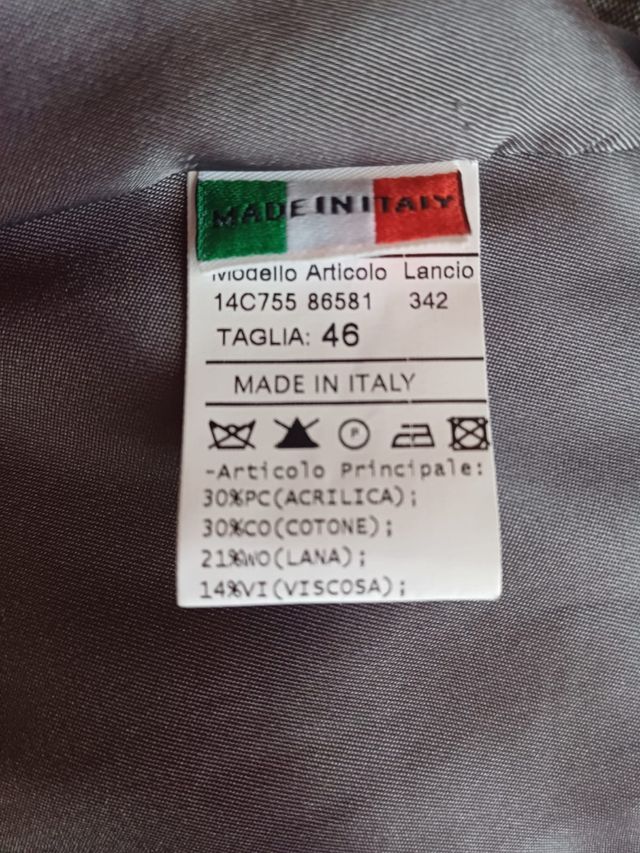 MADE IN ITALY
Modello Articolo Lancio
14C755 86581 342
TAGLIA: 46
MADE IN ITALY
P
-Articolo Principale:
30%PC(ACRILICA);
30%CO(COTONE);
21%WO(LANA);
14%VI(VISCOSA);